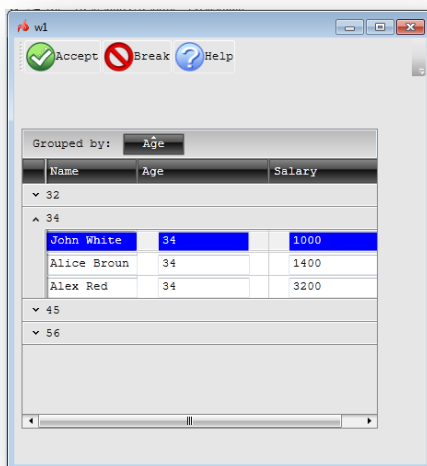 w1
Accept Break Help
Grouped by: Age
Name Age Salary
32
34
John White 34 1000
Alice Broun 34 1400
Alex Red 34 3200
45
56